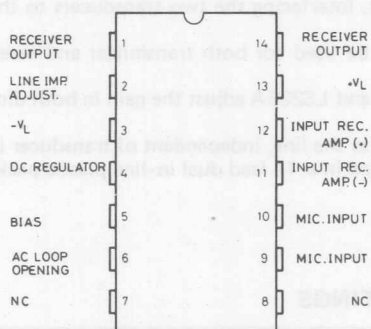 RECEIVER
OUTPUT
1
14
RECEIVER
OUTPUT
LINE IMP.
ADJUST.
2
13
+VL
-VL
3
12
INPUT REC.
AMP (+)
DC REGULATOR
4
11
INPUT REC.
AMP (-)
BIAS
5
10
MIC. INPUT
AC LOOP
OPENING
6
9
MIC. INPUT
NC
7
8
NC